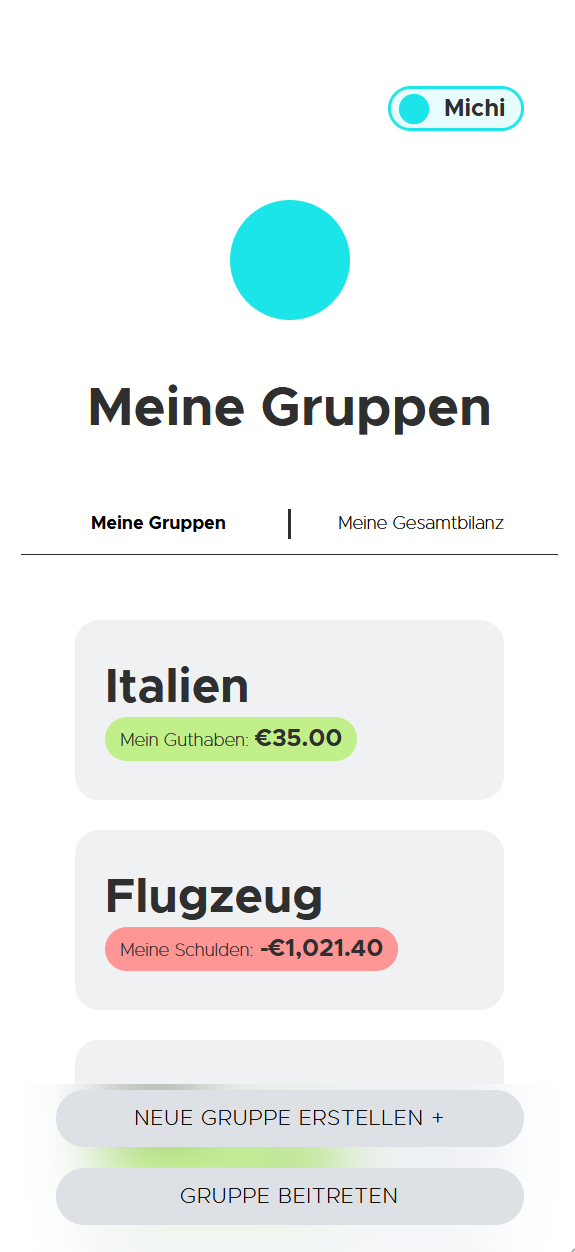 Michi
Meine Gruppen
Meine Gruppen
Meine Gesamtbilanz
Italien
Mein Guthaben: €35.00
Flugzeug
Meine Schulden: -€1,021.40
NEUE GRUPPE ERSTELLEN +
GRUPPE BEITRETEN